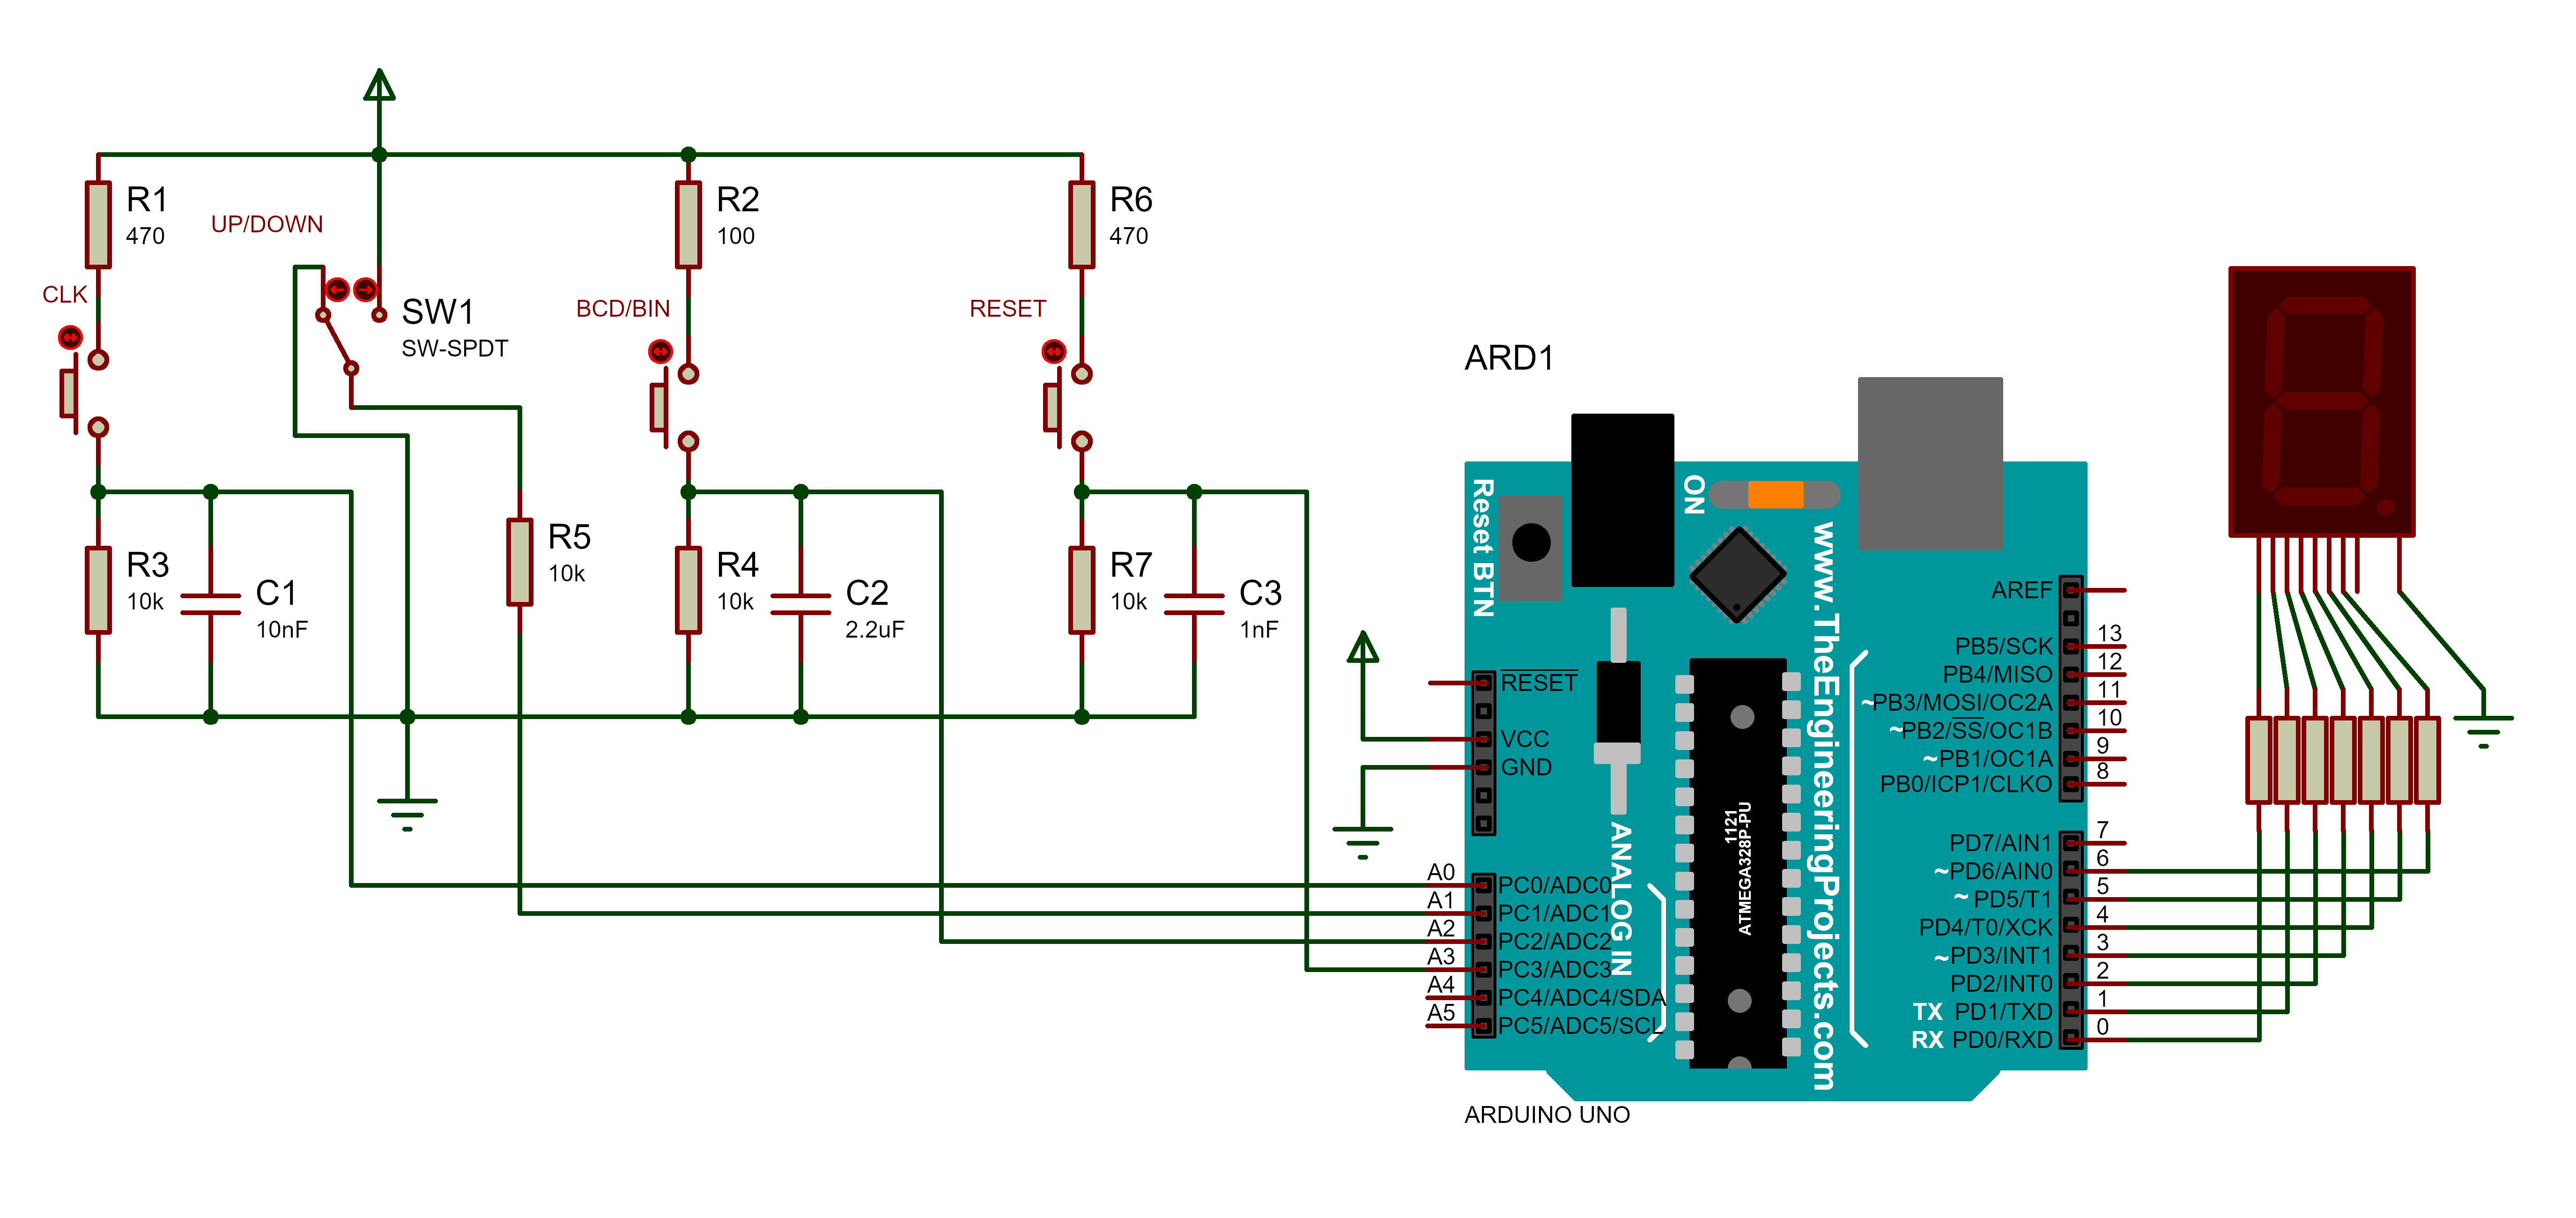 R1
470
UP/DOWN
CLK
SW1
SW-SPDT
R2
100
BCD/BIN
R6
470
RESET
R3
10k
C1
10nF
R5
10k
R4
10k
C2
2.2uF
R7
10k
C3
1nF
ARD1
Reset BTN
ON
www.TheEngineeringProjects.com
1121
ATMEGA328P-PU
ANALOG IN
RESET
VCC
GND
A0 PC0/ADC0
A1 PC1/ADC1
A2 PC2/ADC2
A3 PC3/ADC3
A4 PC4/ADC4/SDA
A5 PC5/ADC5/SCL
AREF
PB5/SCK 13
PB4/MISO 12
~PB3/MOSI/OC2A 11
~PB2/SS/OC1B 10
~PB1/OC1A 9
PB0/ICP1/CLKO 8
PD7/AIN1 7
~PD6/AIN0 6
~PD5/T1 5
PD4/T0/XCK 4
~PD3/INT1 3
PD2/INT0 2
TX PD1/TXD 1
RX PD0/RXD 0
ARDUINO UNO